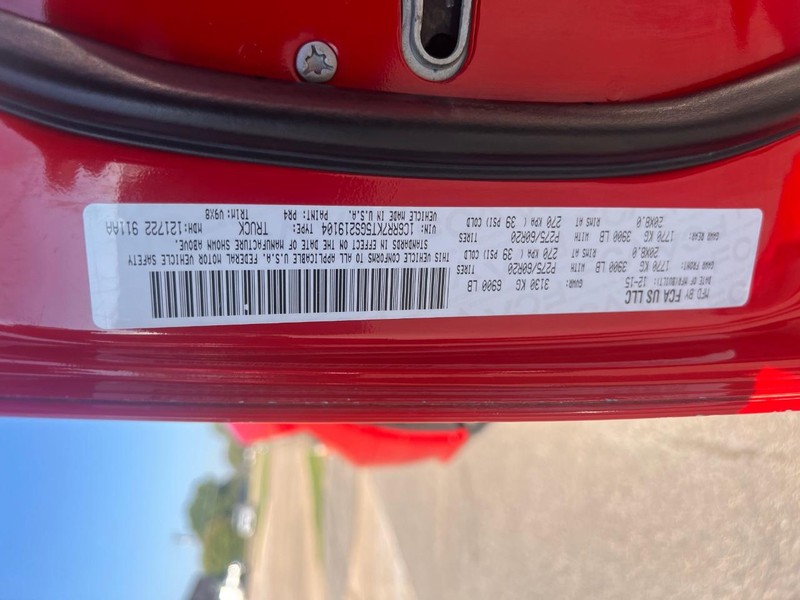 MFD BY FCA US LLC
DATE OF MFR(BUILT): 12-15 GVWR: 3130 KG 6900 LB
GAWR FRONT: WITH TIRES
1770 KG 3900 LB P275/60R20
RIMS AT
20X8.0 270 KPA ( 39 PSI) COLD
GAWR REAR: WITH TIRES
1770 KG 3900 LB P275/60R20
RIMS AT
20X8.0 270 KPA ( 39 PSI) COLD
THIS VEHICLE CONFORMS TO ALL APPLICABLE U.S.A. FEDERAL MOTOR VEHICLE SAFETY
STANDARDS IN EFFECT ON THE DATE OF MANUFACTURE SHOWN ABOVE.
VIN: 1C6RR7KT5GS219104 TYPE: TRUCK MDH:121722 911AA
VEHICLE MADE IN U.S.A. PAINT: PR4 TRIM: V9X8